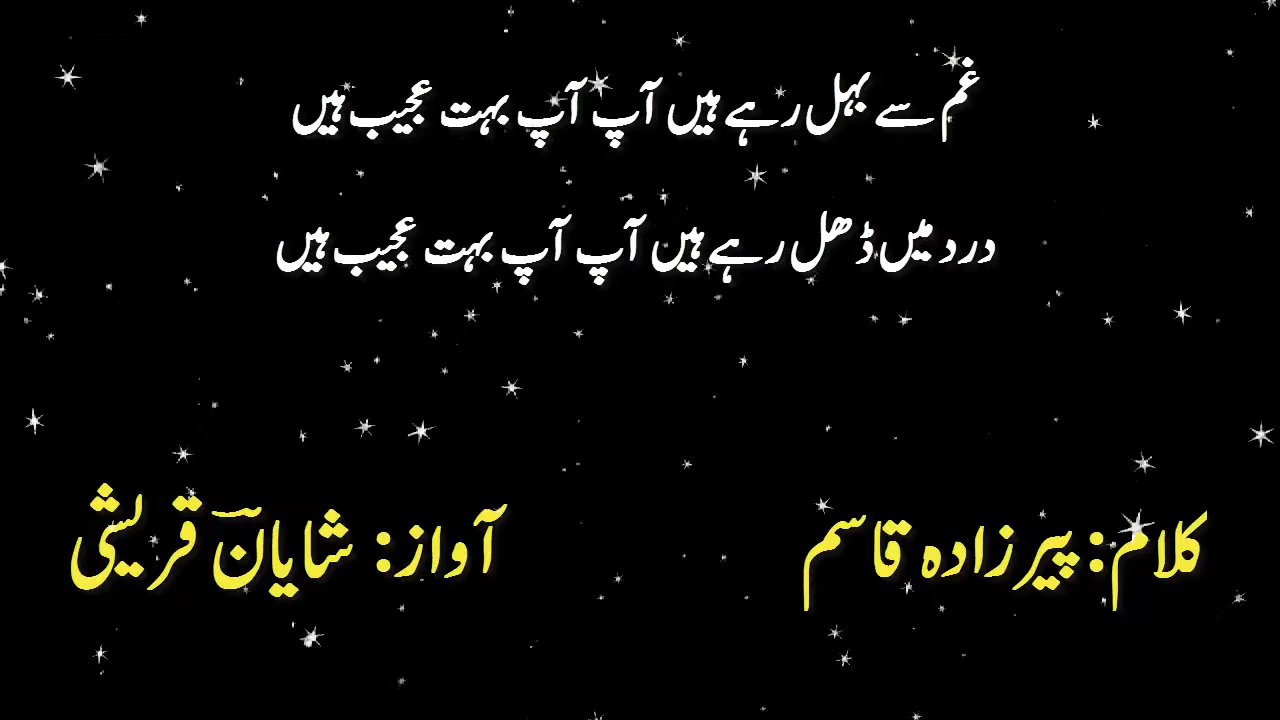 غم سے بہل رہے ہیں آپ آپ بہت عجیب ہیں
درد میں ڈھل رہے ہیں آپ آپ بہت عجیب ہیں
کلام: پیرزادہ قاسم
آواز: شایانؔ قریشی